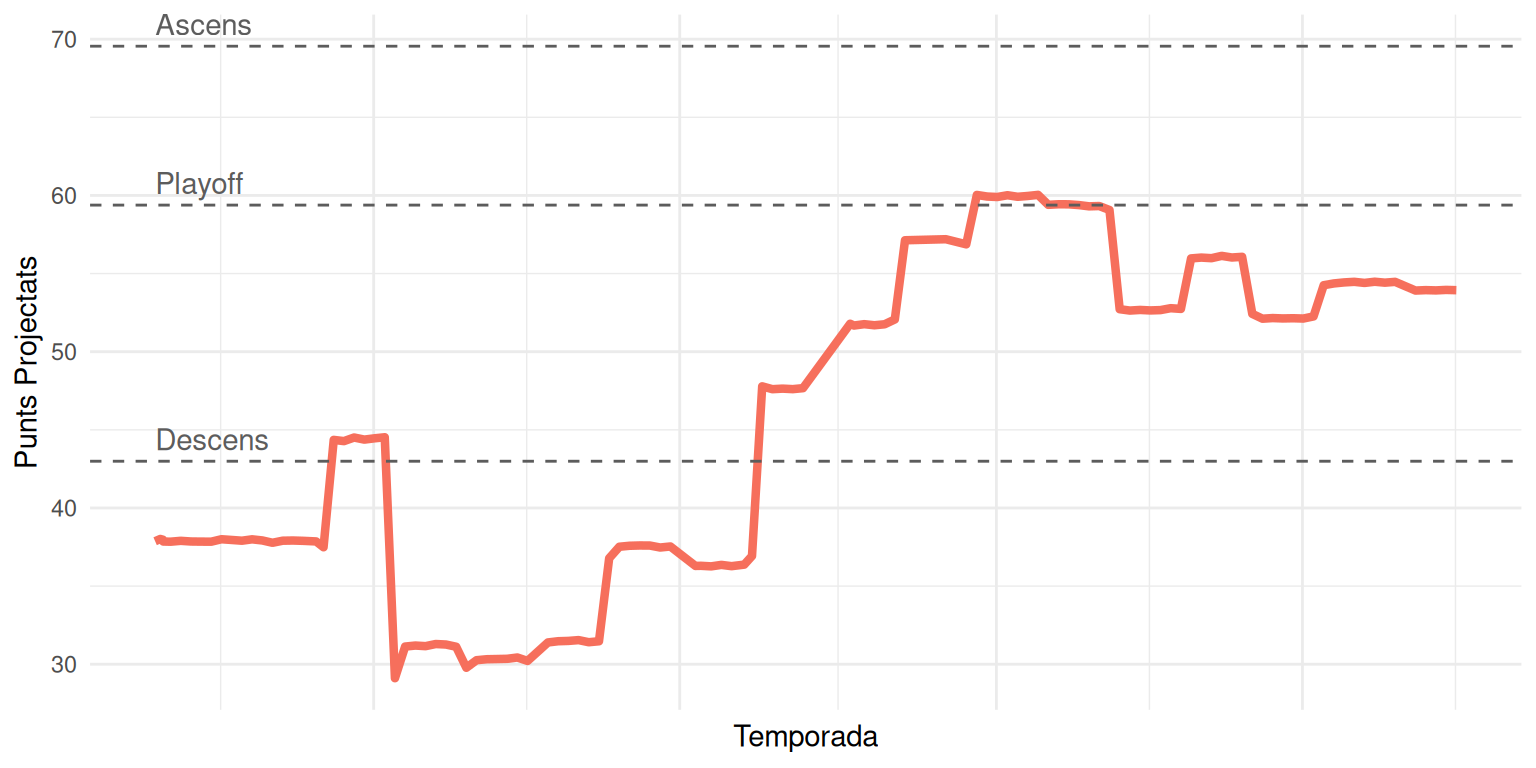 Ascens
70
Playoff
60
50
Descens
40
30
Punts Projectats
Temporada